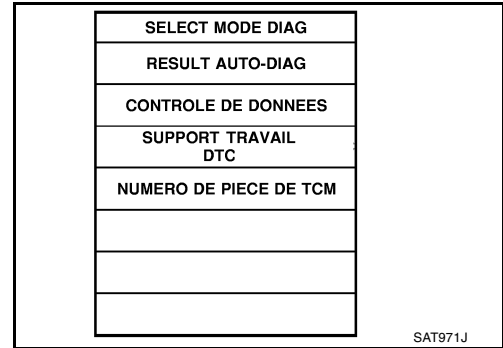 SELECT MODE DIAG
RESULT AUTO-DIAG
CONTROLE DE DONNEES
SUPPORT TRAVAIL
DTC
NUMERO DE PIECE DE TCM
SAT971J